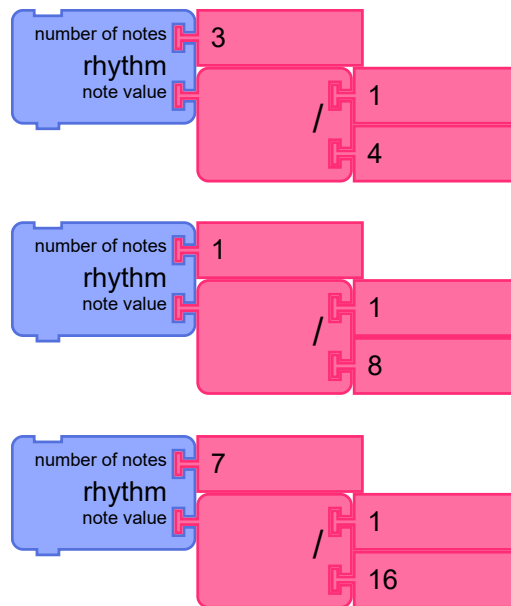 number of notes 3
rhythm
note value / 1
4
number of notes 1
rhythm
note value / 1
8
number of notes 7
rhythm
note value / 1
16